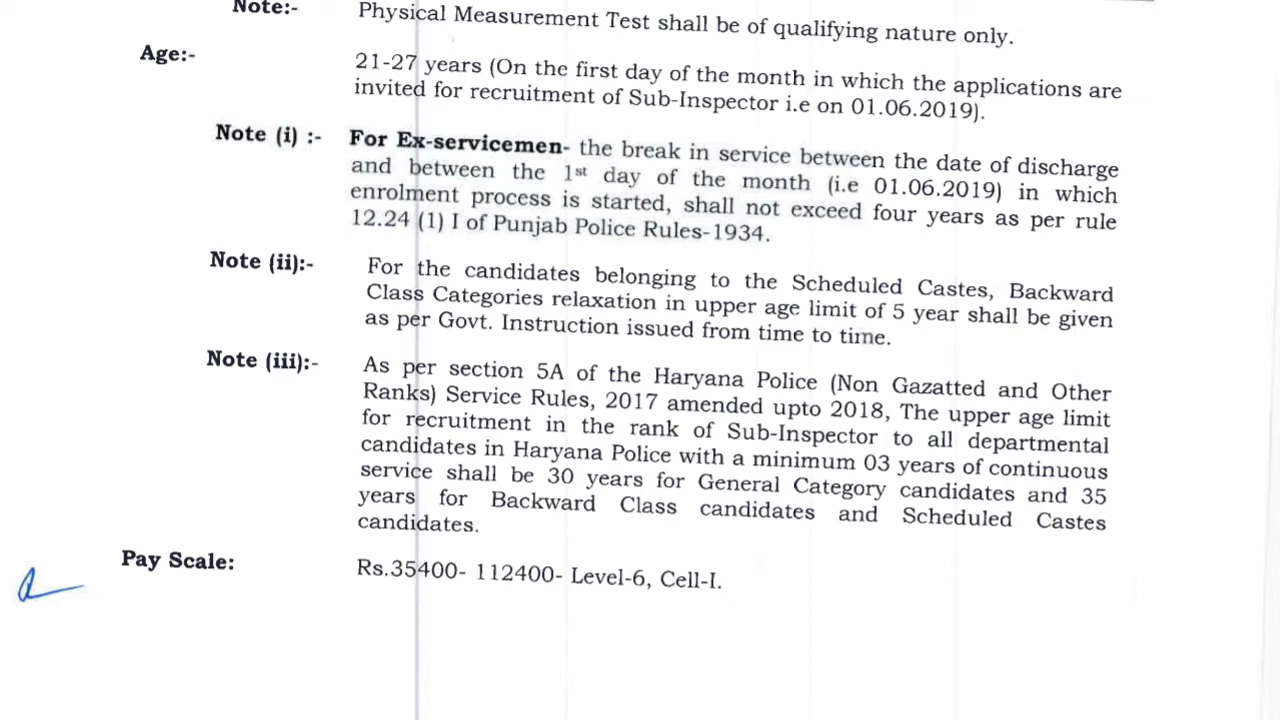 Note:- Physical Measurement Test shall be of qualifying nature only.
Age:- 21-27 years (On the first day of the month in which the applications are
invited for recruitment of Sub-Inspector i.e on 01.06.2019).
Note (i) :- For Ex-servicemen- the break in service between the date of discharge
and between the 1st day of the month (i.e 01.06.2019) in which
enrolment process is started, shall not exceed four years as per rule
12.24 (1) I of Punjab Police Rules-1934.
Note (ii):- For the candidates belonging to the Scheduled Castes, Backward
Class Categories relaxation in upper age limit of 5 year shall be given
as per Govt. Instruction issued from time to time.
Note (iii):- As per section 5A of the Haryana Police (Non Gazatted and Other
Ranks) Service Rules, 2017 amended upto 2018, The upper age limit
for recruitment in the rank of Sub-Inspector to all departmental
candidates in Haryana Police with a minimum 03 years of continuous
service shall be 30 years for General Category candidates and 35
years for Backward Class candidates and Scheduled Castes
candidates.
Pay Scale: Rs.35400- 112400- Level-6, Cell-I.